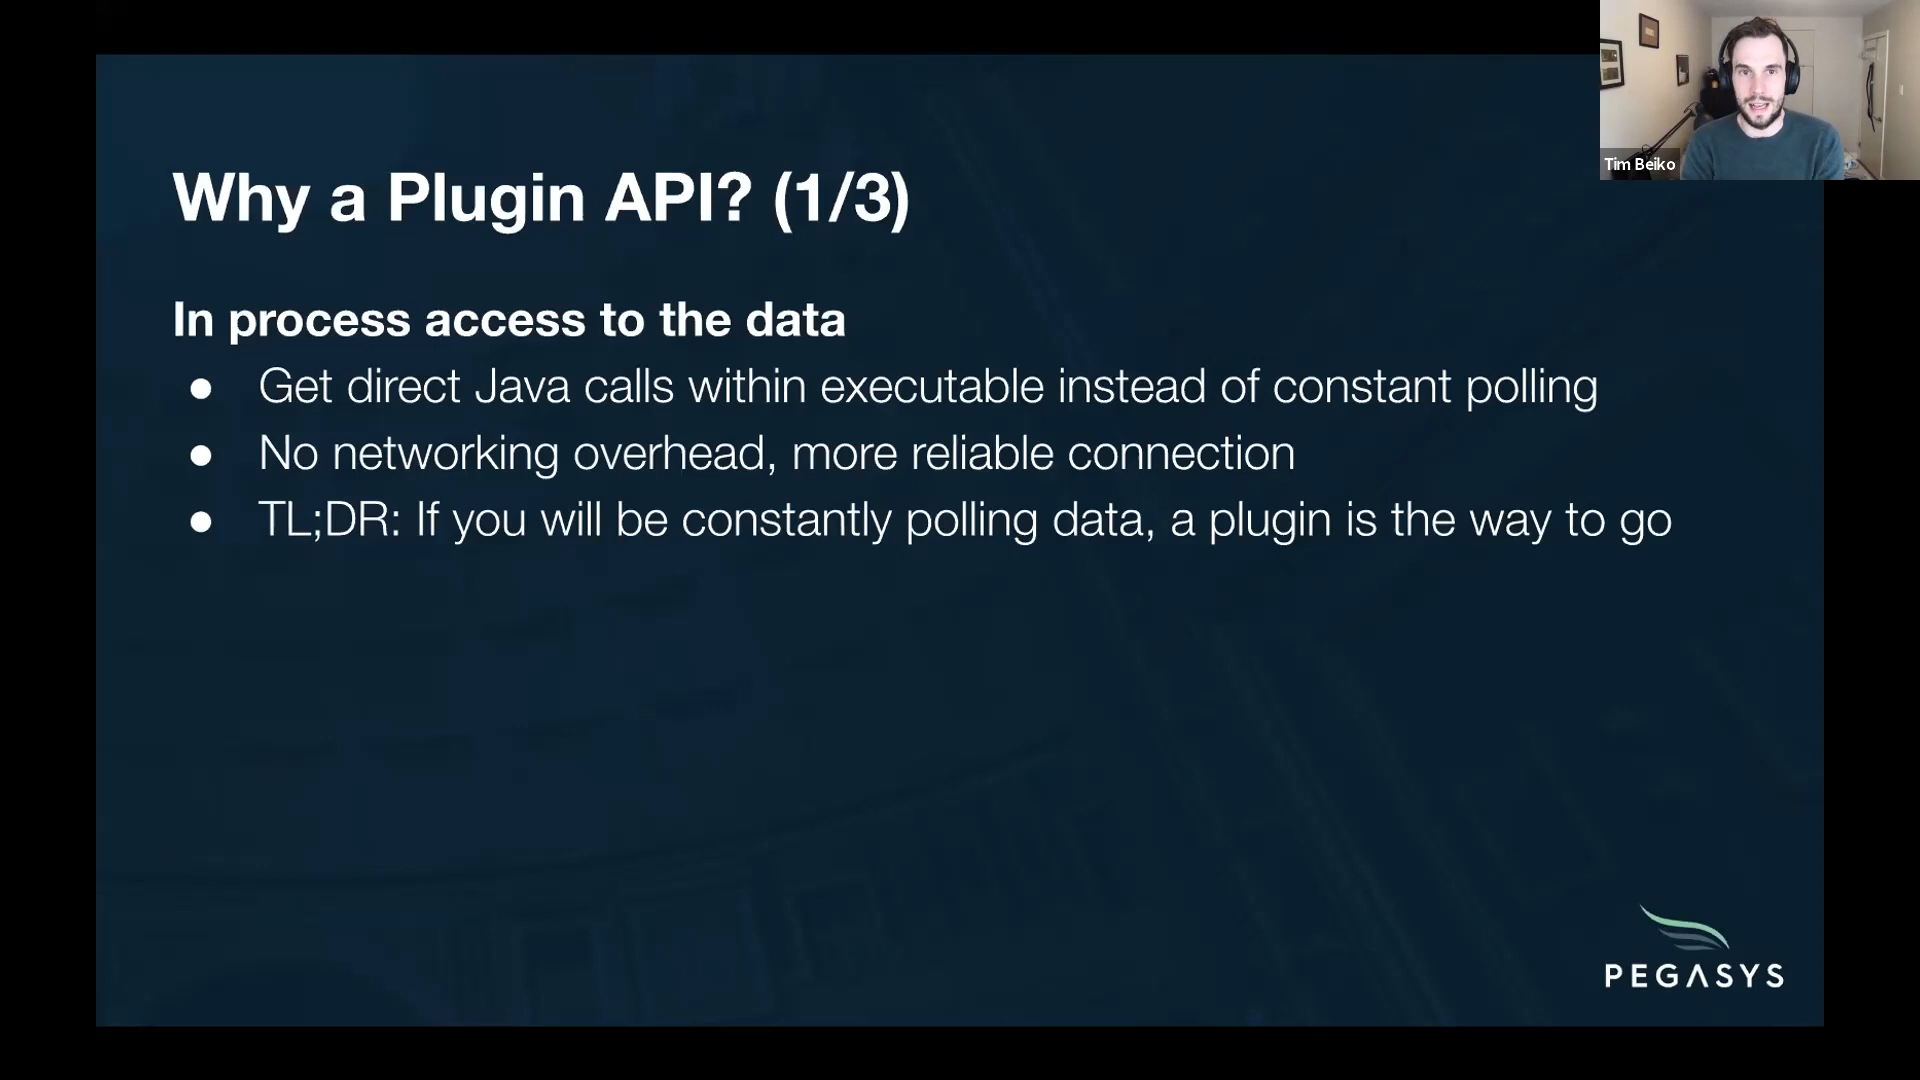 Tim Beiko
Why a Plugin API? (1/3)
In process access to the data
● Get direct Java calls within executable instead of constant polling
● No networking overhead, more reliable connection
● TL;DR: If you will be constantly polling data, a plugin is the way to go
PEGASYS